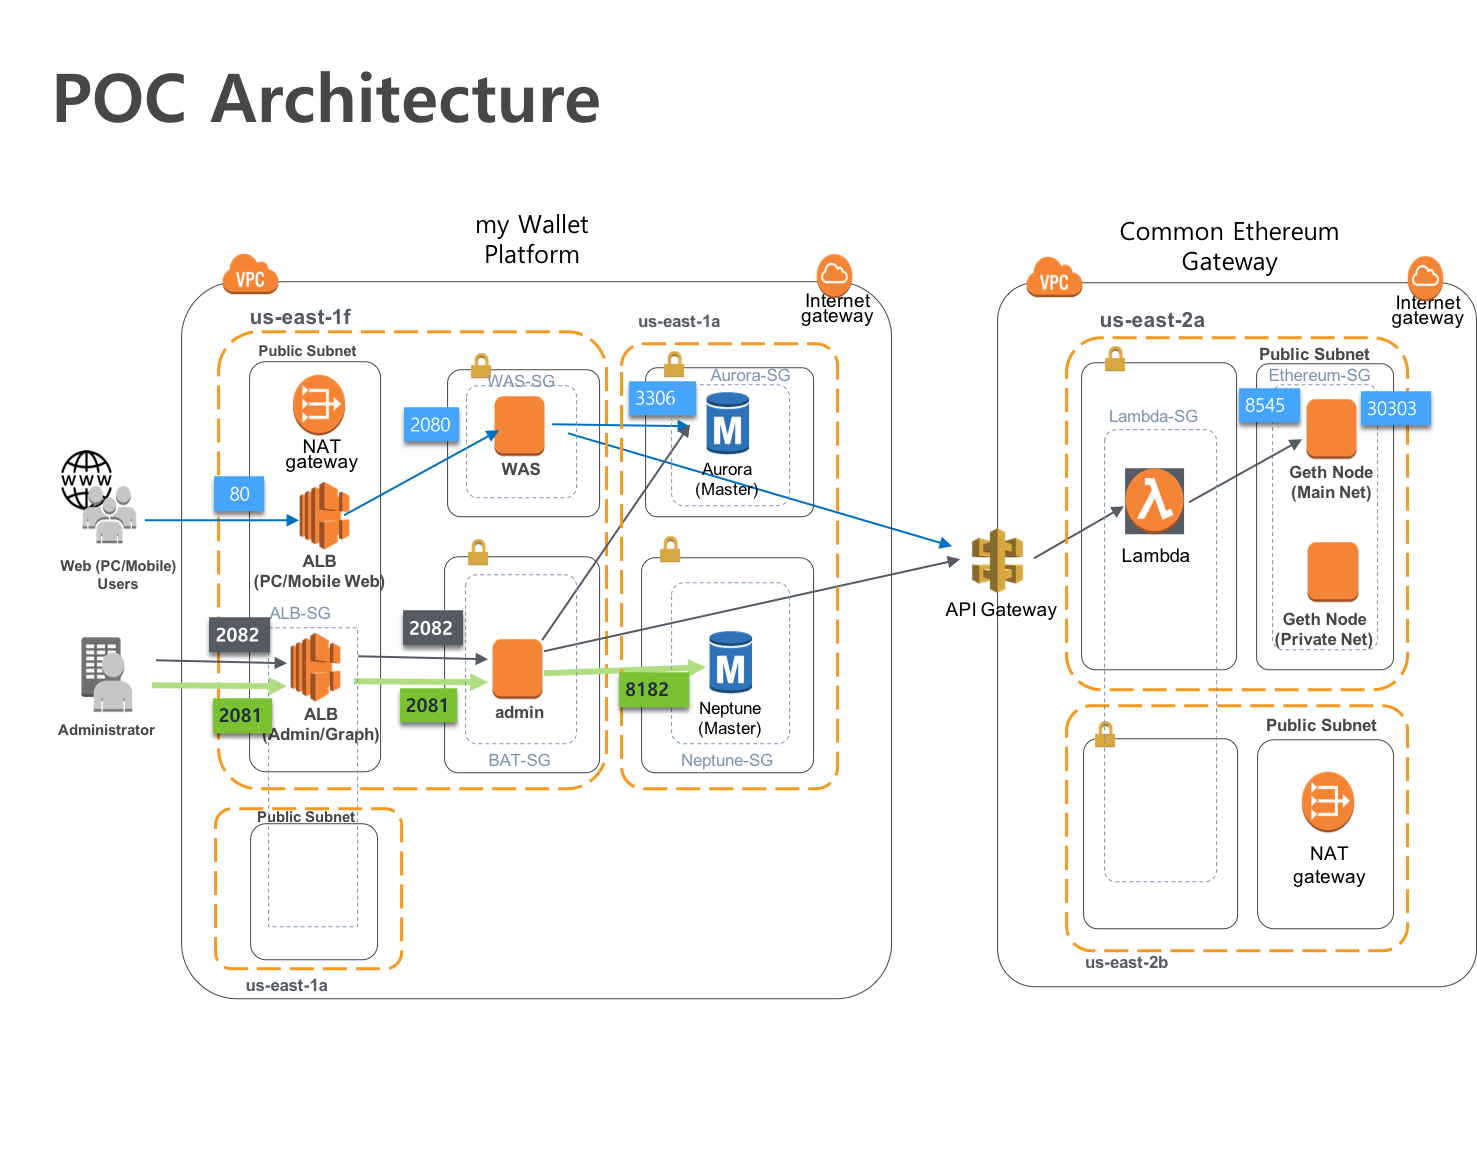 POC Architecture
my Wallet
Platform
Common Ethereum
Gateway
VPC
Internet
gateway
VPC
Internet
gateway
us-east-1f
us-east-1a
us-east-2a
Public Subnet
NAT
gateway
WAS-SG
2080
WAS
Aurora-SG
3306
M
Aurora
(Master)
Public Subnet
Ethereum-SG
8545
30303
Geth Node
(Main Net)
Lambda-SG
λ
Lambda
Geth Node
(Private Net)
WWW
Web (PC/Mobile)
Users
80
ALB
(PC/Mobile Web)
ALB-SG
2082
2082
Administrator
2081
ALB
(Admin/Graph)
2081
admin
BAT-SG
8182
M
Neptune
(Master)
Neptune-SG
API Gateway
Public Subnet
us-east-1a
Public Subnet
NAT
gateway
us-east-2b